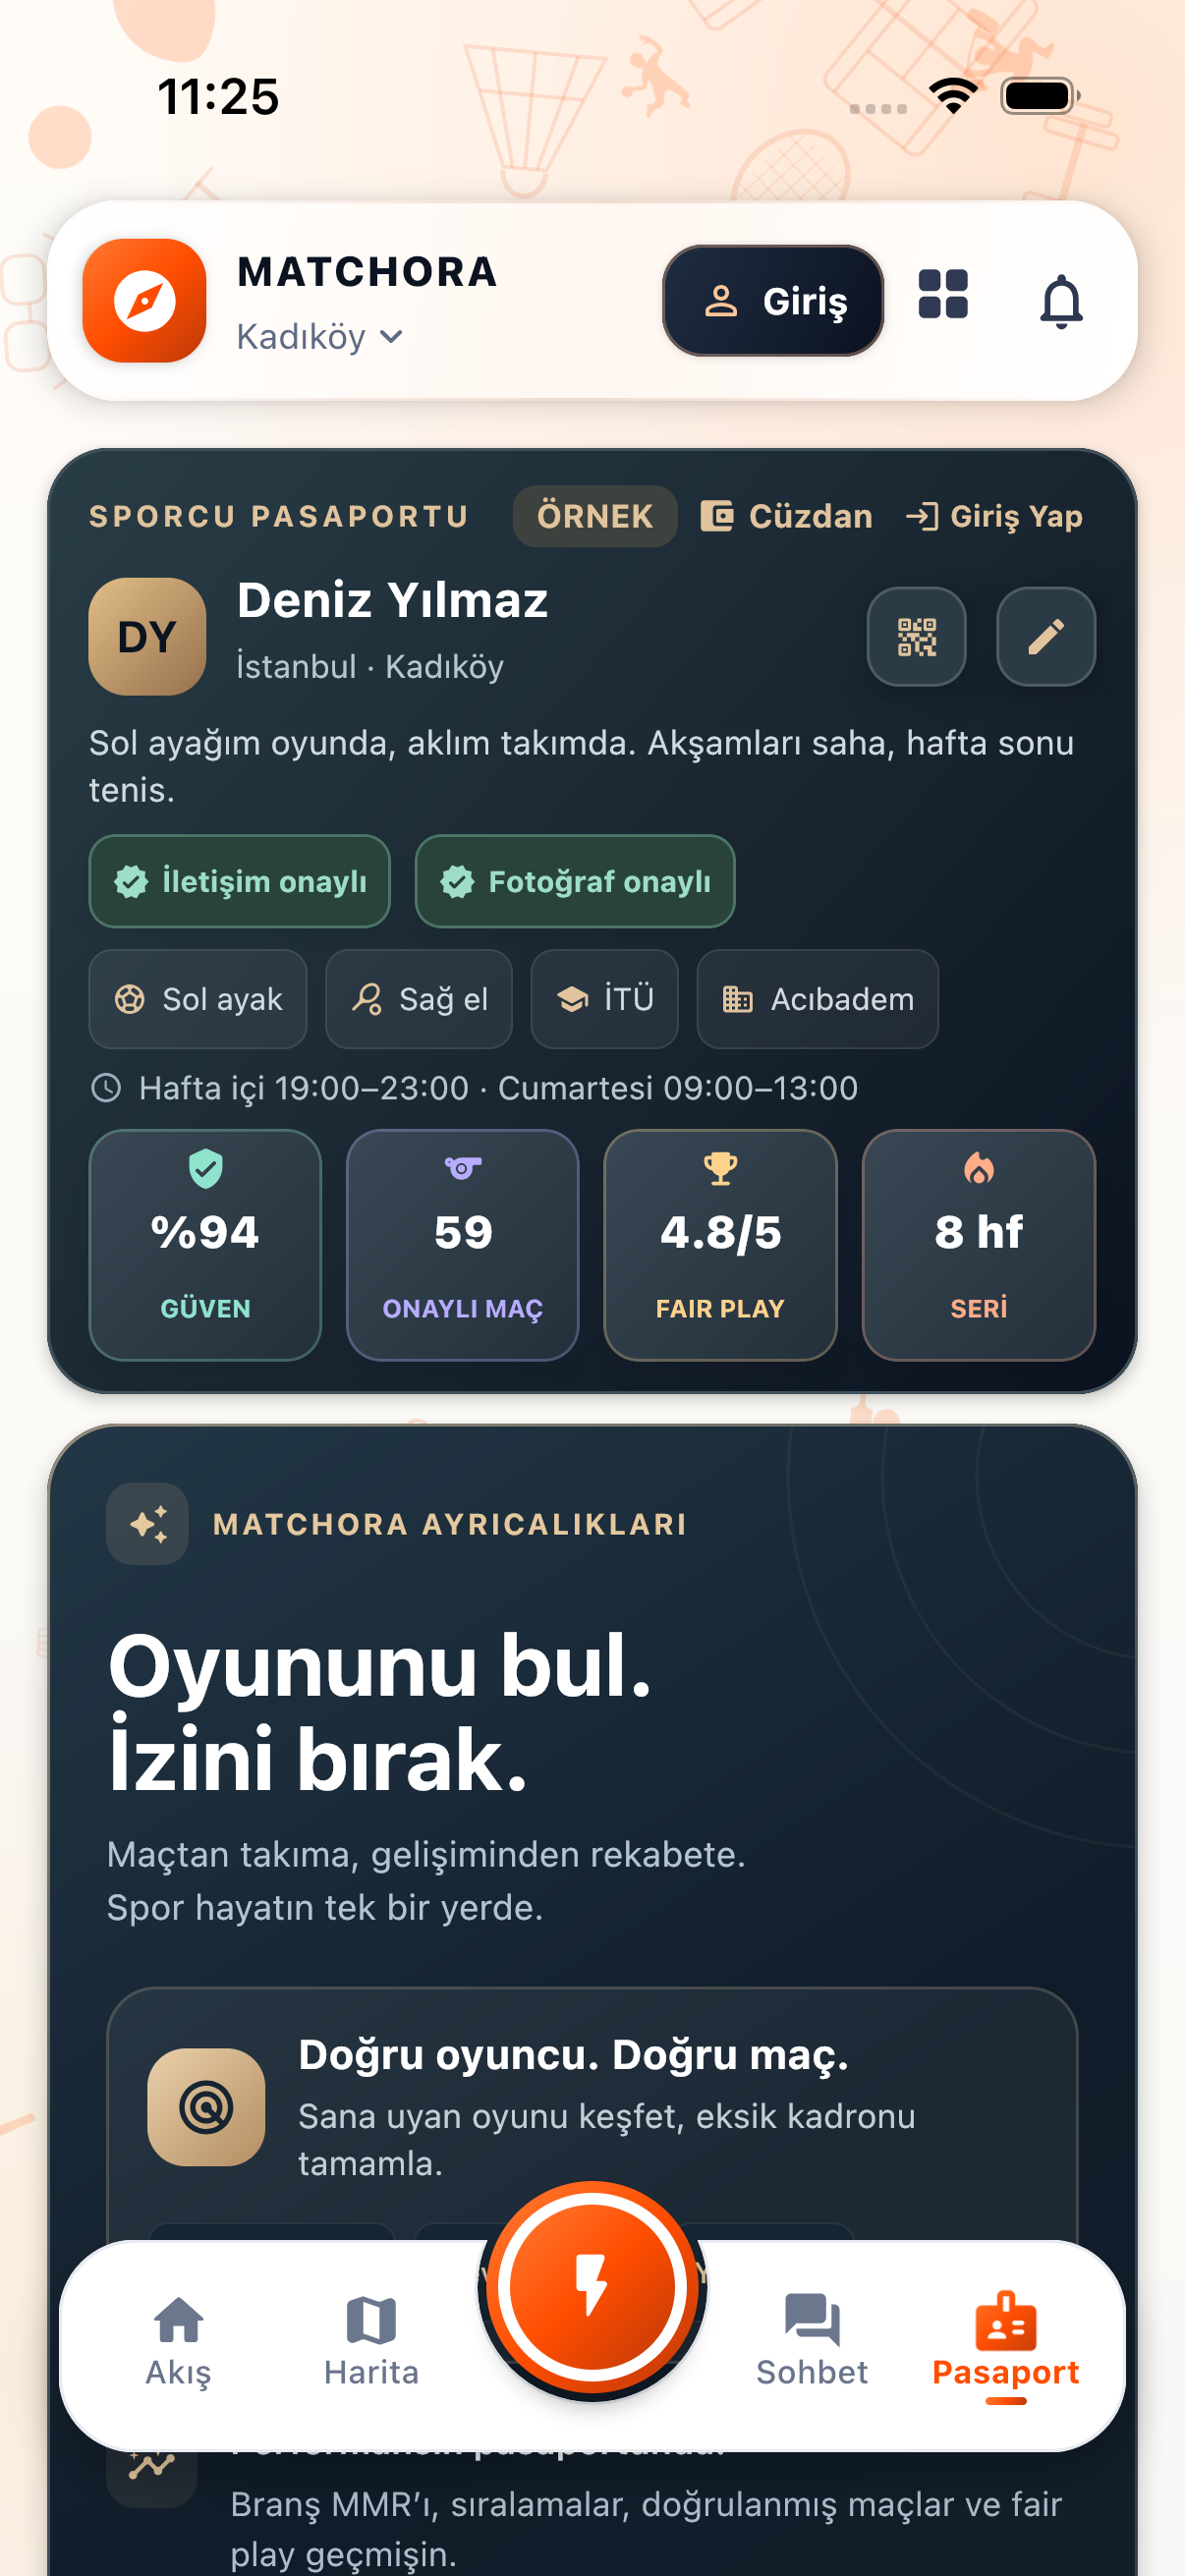 11:25
MATCHORA
Kadıköy
Giriş
SPORCU PASAPORTU
ÖRNEK
Cüzdan
Giriş Yap
DY
Deniz Yılmaz
İstanbul · Kadıköy
Sol ayağım oyunda, aklım takımda. Akşamları saha, hafta sonu
tenis.
İletişim onaylı
Fotoğraf onaylı
Sol ayak
Sağ el
İTÜ
Acıbadem
Hafta içi 19:00–23:00 · Cumartesi 09:00–13:00
%94
GÜVEN
59
ONAYLI MAÇ
4.8/5
FAIR PLAY
8 hf
SERİ
MATCHORA AYRICALIKLARI
Oyununu bul.
İzini bırak.
Maçtan takıma, gelişiminden rekabete.
Spor hayatın tek bir yerde.
Doğru oyuncu. Doğru maç.
Sana uyan oyunu keşfet, eksik kadronu
tamamla.
Akış
Harita
Sohbet
Pasaport
Branş MMR’ı, sıralamalar, doğrulanmış maçlar ve fair
play geçmişin.